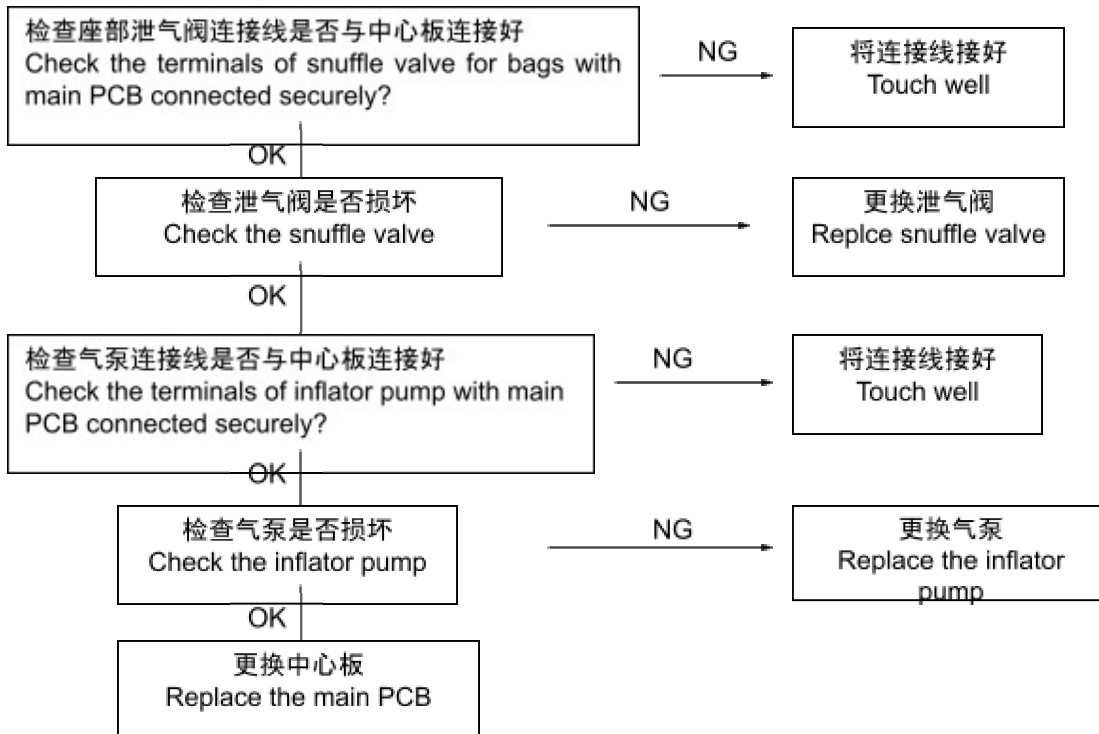 检查座部泄气阀连接线是否与中心板连接好
Check the terminals of snuffle valve for bags with
main PCB connected securely?
NG
将连接线接好
Touch well
OK
检查泄气阀是否损坏
Check the snuffle valve
NG
更换泄气阀
Replce snuffle valve
OK
检查气泵连接线是否与中心板连接好
Check the terminals of inflator pump with main
PCB connected securely?
NG
将连接线接好
Touch well
OK
检查气泵是否损坏
Check the inflator pump
NG
更换气泵
Replace the inflator
pump
OK
更换中心板
Replace the main PCB